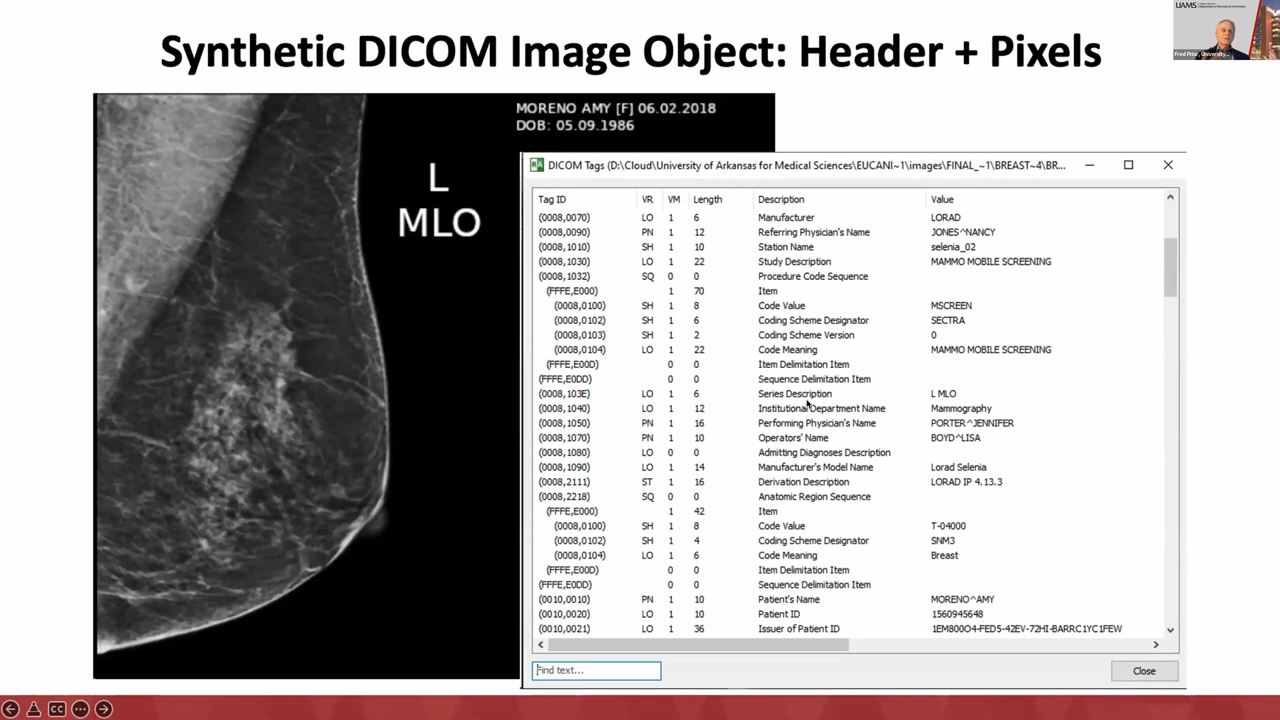 Synthetic DICOM Image Object: Header + Pixels
UAMS
Fred Prior, University...
MORENO AMY [F] 06.02.2018
DOB: 05.09.1986
L
MLO
DICOM Tags (D:\Cloud\University of Arkansas for Medical Sciences\EUCANI~1\images\FINAL_~1\BREAST~4\BR...
Tag ID VR VM Length Description Value
(0008,0070) LO 1 6 Manufacturer LORAD
(0008,0090) PN 1 12 Referring Physician's Name JONES^NANCY
(0008,1010) SH 1 10 Station Name selenia_02
(0008,1030) LO 1 22 Study Description MAMMO MOBILE SCREENING
(0008,1032) SQ 0 0 Procedure Code Sequence
(FFFE,E000) 1 70 Item
(0008,0100) SH 1 8 Code Value MSCREEN
(0008,0102) SH 1 6 Coding Scheme Designator SECTRA
(0008,0103) SH 1 2 Coding Scheme Version 0
(0008,0104) LO 1 22 Code Meaning MAMMO MOBILE SCREENING
(FFFE,E00D) 0 0 Item Delimitation Item
(FFFE,E0DD) 0 0 Sequence Delimitation Item
(0008,103E) LO 1 6 Series Description L MLO
(0008,1040) LO 1 12 Institutional Department Name Mammography
(0008,1050) PN 1 16 Performing Physician's Name PORTER^JENNIFER
(0008,1070) PN 1 10 Operators' Name BOYD^LISA
(0008,1080) LO 0 0 Admitting Diagnoses Description
(0008,1090) LO 1 14 Manufacturer's Model Name Lorad Selenia
(0008,2111) ST 1 16 Derivation Description LORAD IP 4.13.3
(0008,2218) SQ 0 0 Anatomic Region Sequence
(FFFE,E000) 1 42 Item
(0008,0100) SH 1 8 Code Value T-04000
(0008,0102) SH 1 4 Coding Scheme Designator SNM3
(0008,0104) LO 1 6 Code Meaning Breast
(FFFE,E00D) 0 0 Item Delimitation Item
(FFFE,E0DD) 0 0 Sequence Delimitation Item
(0010,0010) PN 1 10 Patient's Name MORENO^AMY
(0010,0020) LO 1 10 Patient ID 1560945648
(0010,0021) LO 1 36 Issuer of Patient ID 1EM800O4-FED5-42EV-72HI-BARRC1YC1FEW
Find text...
Close
CC